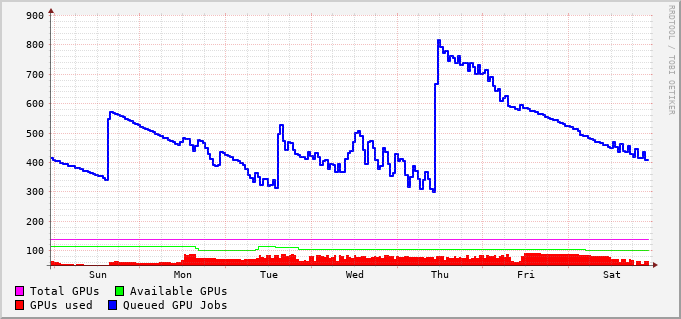 900
800
700
600
500
400
300
200
100
Sun Mon Tue Wed Thu Fri Sat
Total GPUs Available GPUs
GPUs used Queued GPU Jobs
RRDTOOL / TOBI OETIKER